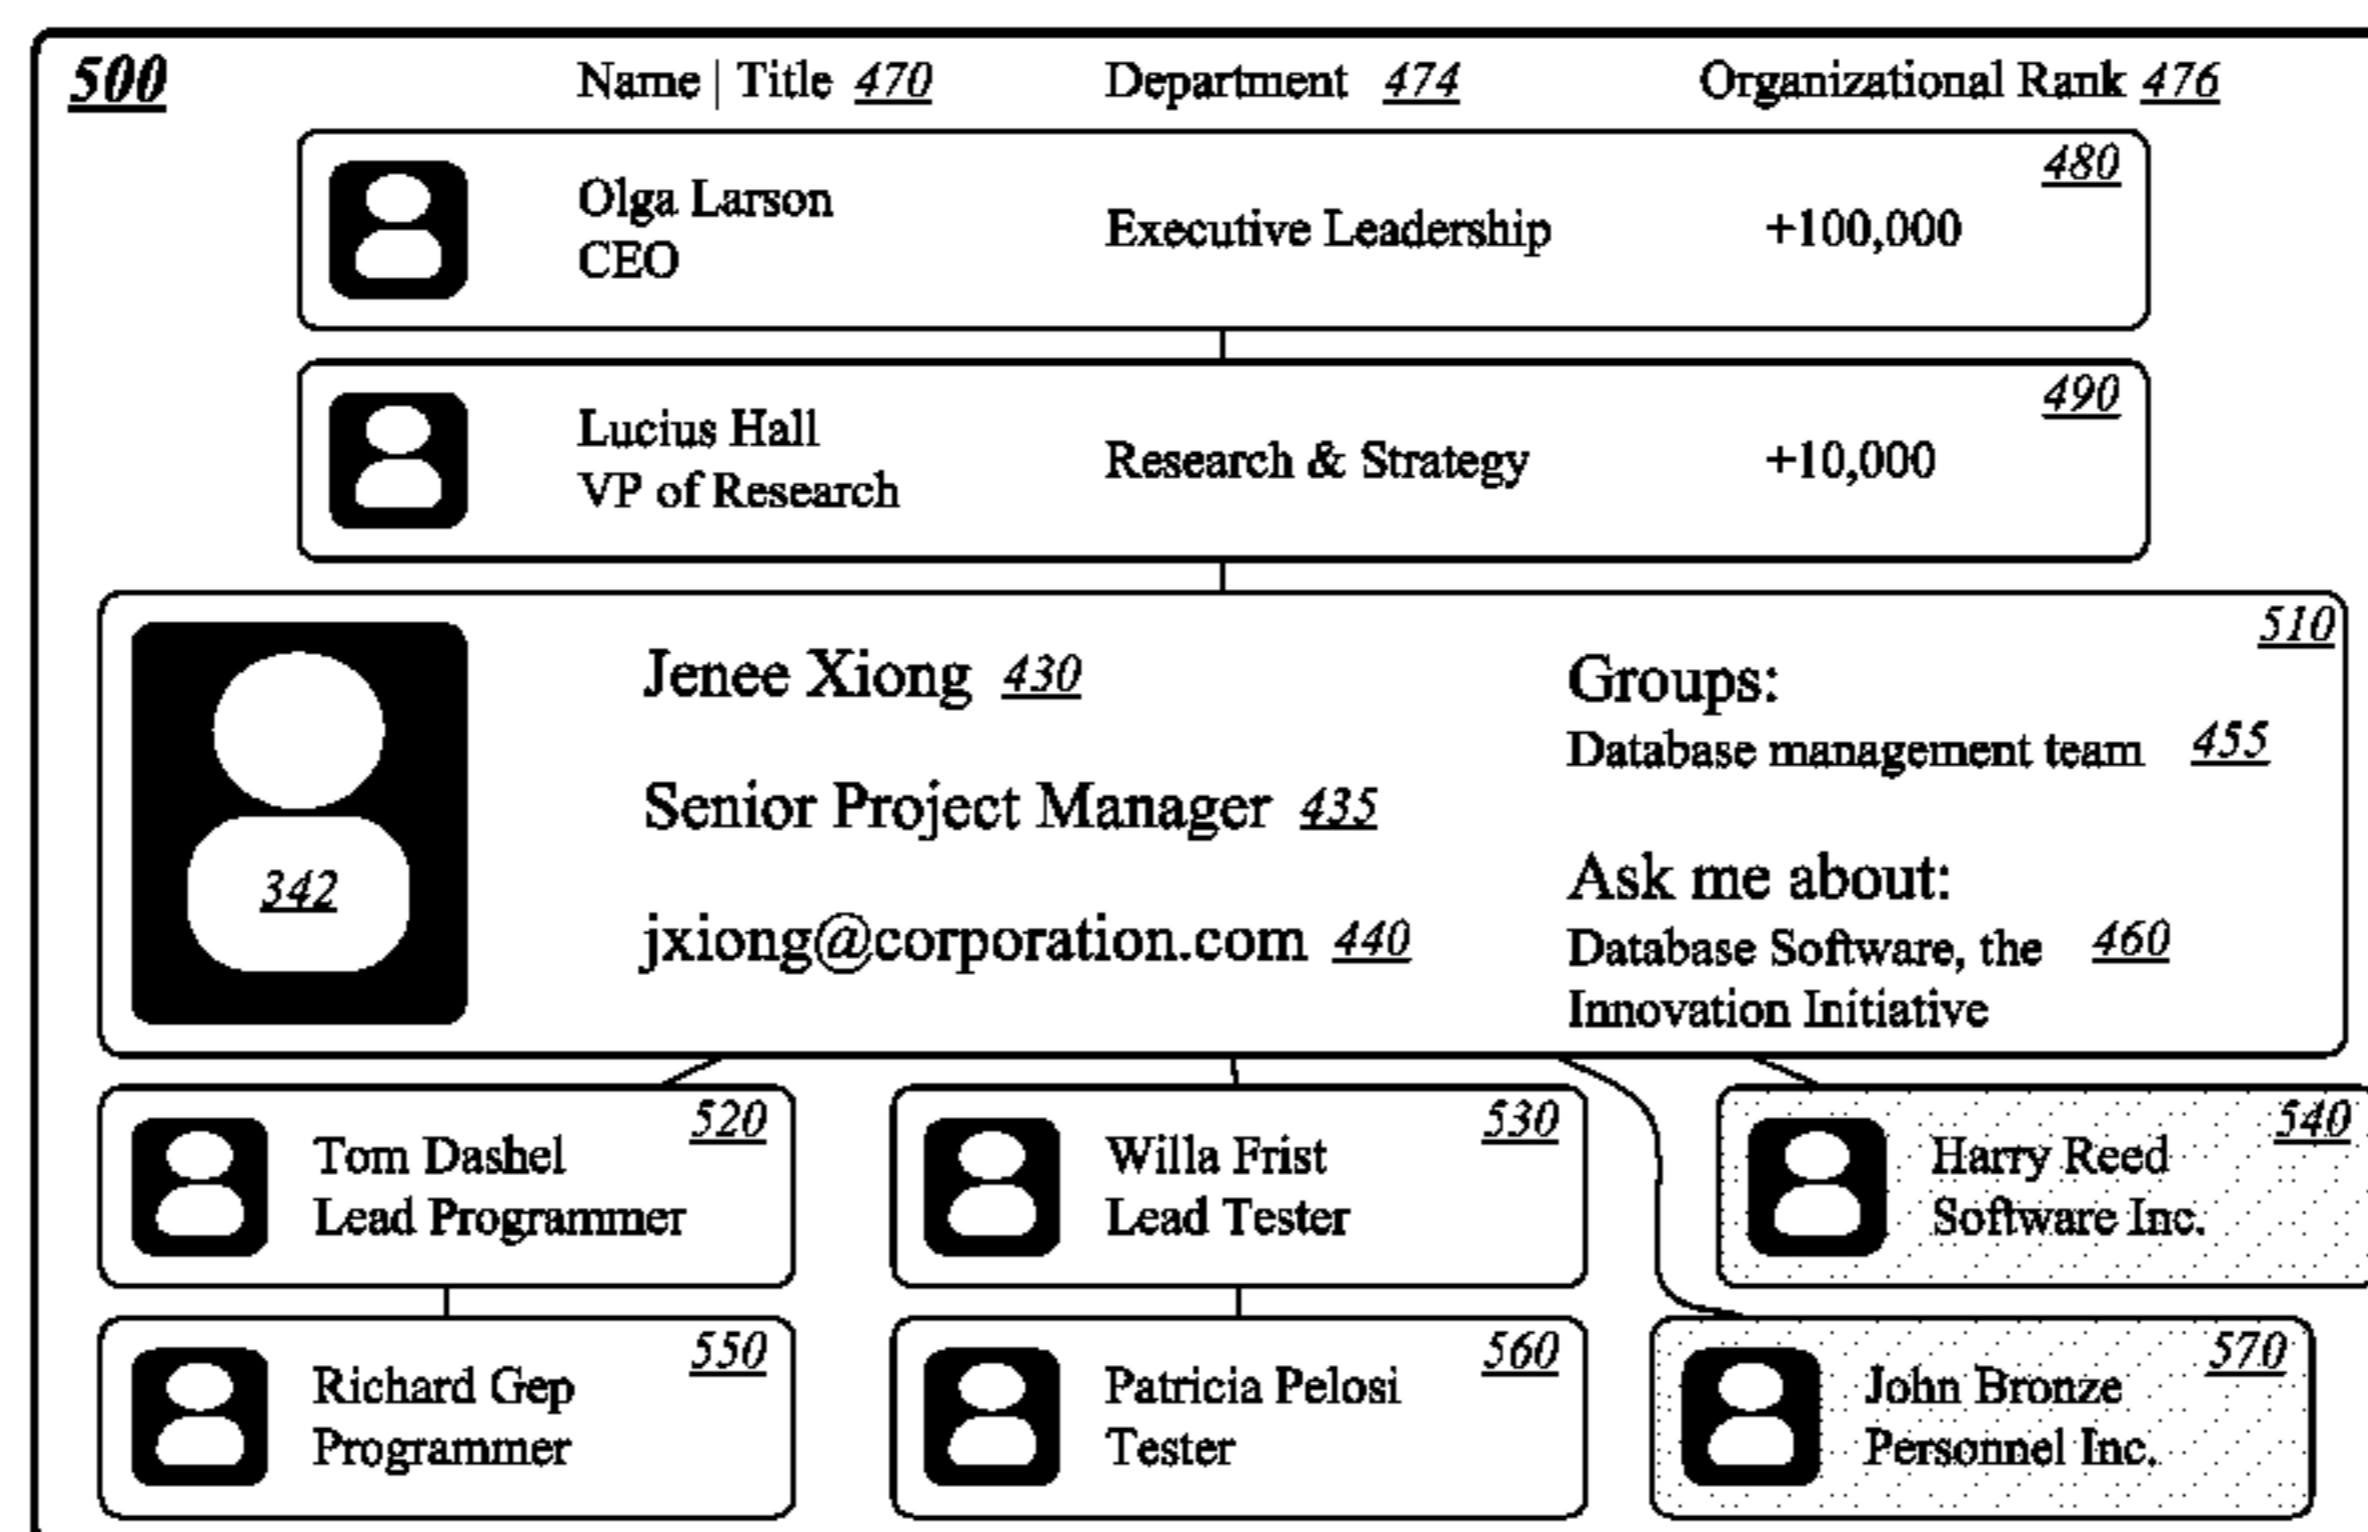 500 Name | Title 470 Department 474 Organizational Rank 476
480
Olga Larson
CEO
Executive Leadership
+100,000
490
Lucius Hall
VP of Research
Research & Strategy
+10,000
510
342
Jenee Xiong 430
Senior Project Manager 435
jxiong@corporation.com 440
Groups:
Database management team 455
Ask me about:
Database Software, the 460
Innovation Initiative
520
Tom Dashel
Lead Programmer
530
Willa Frist
Lead Tester
540
Harry Reed
Software Inc.
550
Richard Gep
Programmer
560
Patricia Pelosi
Tester
570
John Bronze
Personnel Inc.